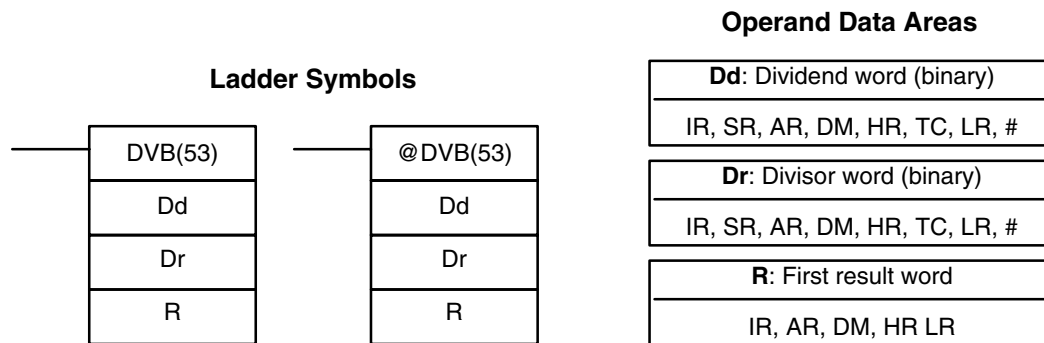 Ladder Symbols
DVB(53)
Dd
Dr
R
@DVB(53)
Dd
Dr
R
Operand Data Areas
Dd: Dividend word (binary)
IR, SR, AR, DM, HR, TC, LR, #
Dr: Divisor word (binary)
IR, SR, AR, DM, HR, TC, LR, #
R: First result word
IR, AR, DM, HR LR